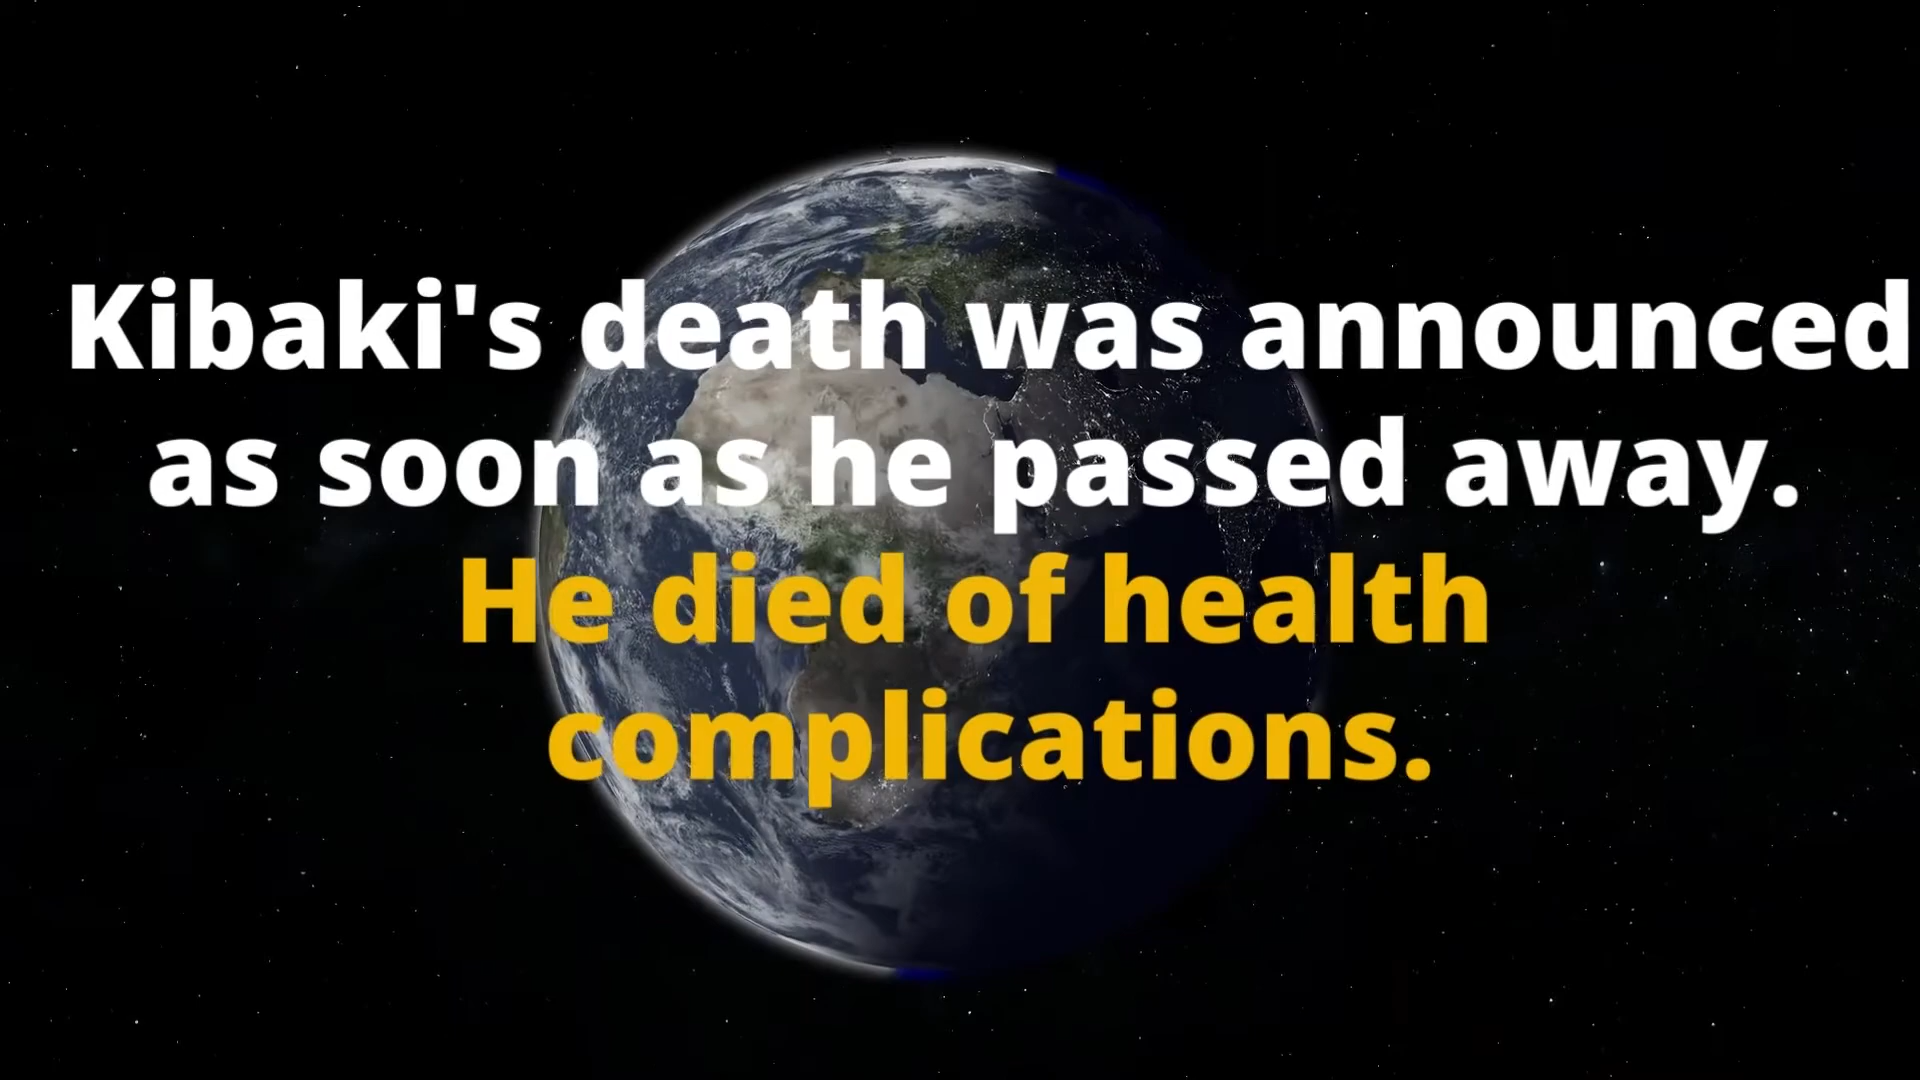 Kibaki's death was announced
as soon as he passed away.
He died of health
complications.